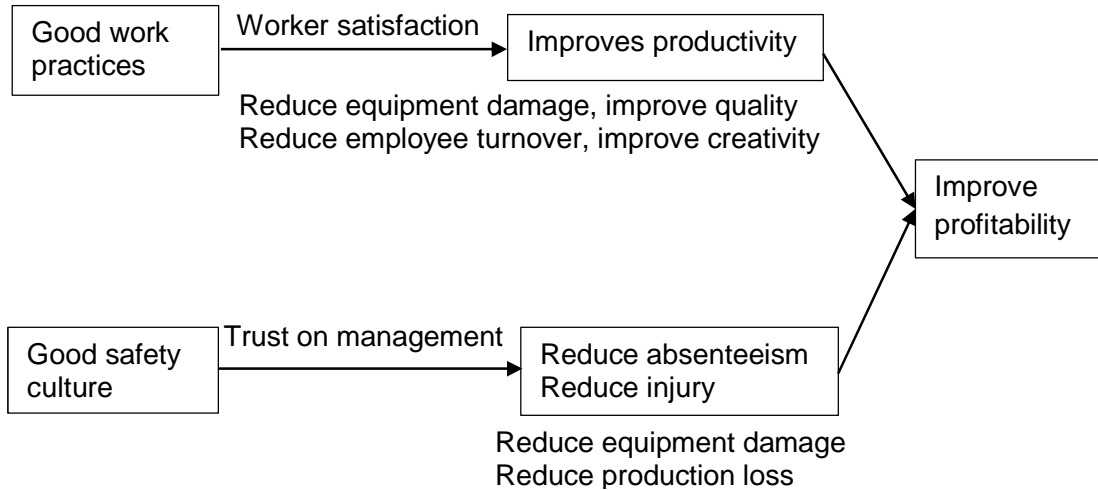 Good work
practices
Worker satisfaction
Improves productivity
Reduce equipment damage, improve quality
Reduce employee turnover, improve creativity
Improve
profitability
Good safety
culture
Trust on management
Reduce absenteeism
Reduce injury
Reduce equipment damage
Reduce production loss